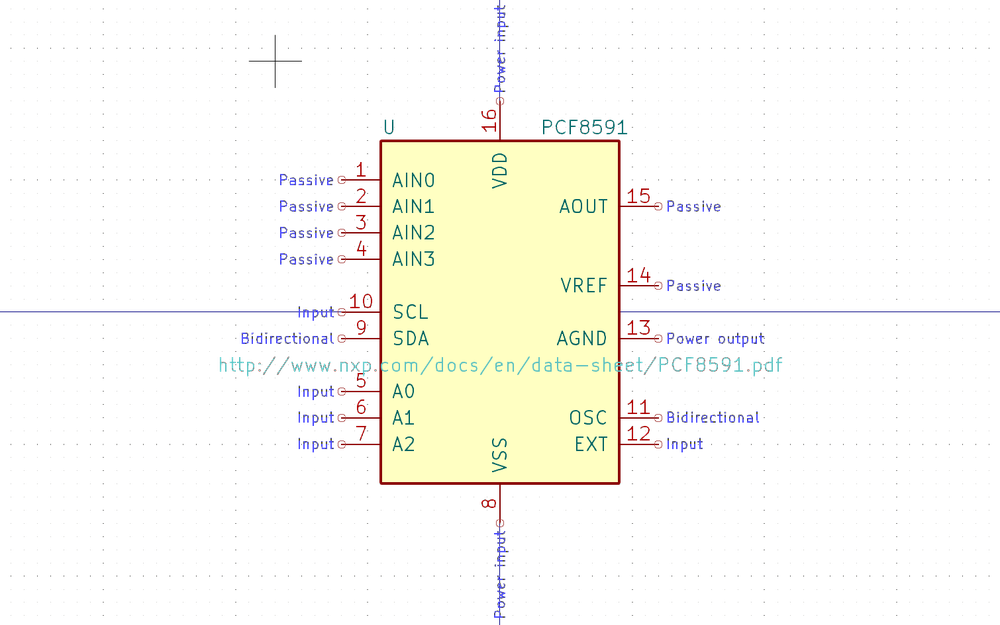 Power input
16
U PCF8591
VDD
Passive 1 AIN0
Passive 2 AIN1 AOUT 15 Passive
Passive 3 AIN2
Passive 4 AIN3
VREF 14 Passive
Input 10 SCL
Bidirectional 9 SDA AGND 13 Power output
http://www.nxp.com/docs/en/data-sheet/PCF8591.pdf
Input 5 A0
Input 6 A1 OSC 11 Bidirectional
Input 7 A2 EXT 12 Input
VSS
8
Power input